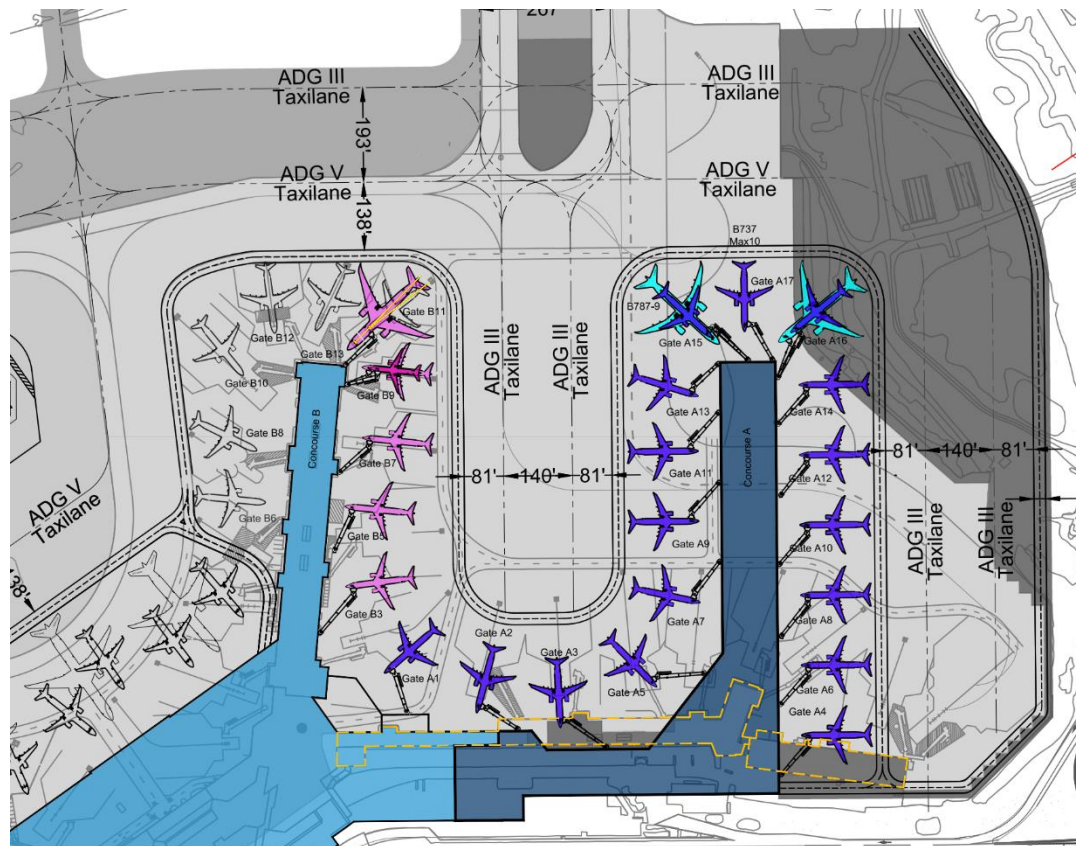 267'
ADG III
Taxilane
ADG III
Taxilane
193'
ADG V
Taxilane
ADG V
Taxilane
138'
B737
Max10
Gate A17
Gate B11
B787-9
Gate B12
Gate B13
Gate A15
Gate A16
Gate B10
Gate B9
ADG III
Taxilane
ADG III
Taxilane
Gate A13
Gate A14
Gate B8
Concourse B
Gate B7
Concourse A
81'
140'
81'
Gate A11
Gate A12
81'
140'
81'
ADG V
Taxilane
Gate B6
Gate B5
Gate A9
Gate A10
ADG III
Taxilane
ADG III
Taxilane
138'
Gate B3
Gate A7
Gate A8
Gate A2
Gate A1
Gate A3
Gate A5
Gate A6
Gate A4